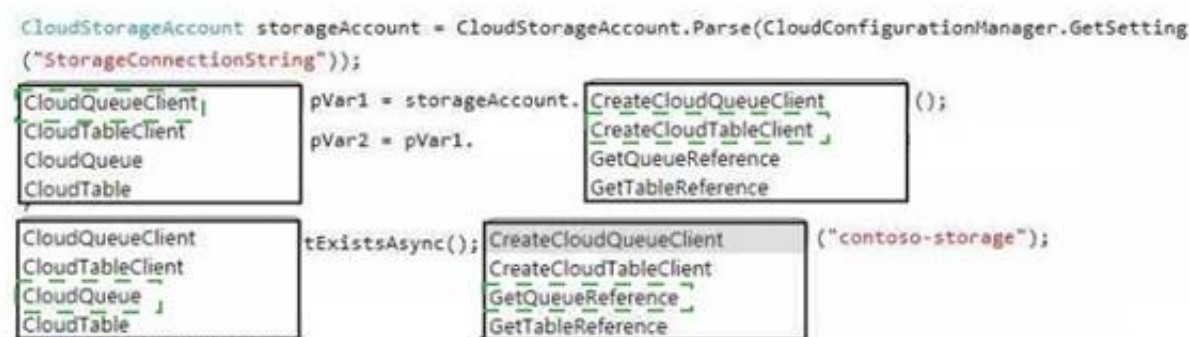 CloudStorageAccount storageAccount = CloudStorageAccount.Parse(CloudConfigurationManager.GetSetting
("StorageConnectionString"));
CloudQueueClient
CloudTableClient
CloudQueue
CloudTable
pVar1 = storageAccount.
pVar2 = pVar1.
CreateCloudQueueClient
CreateCloudTableClient
GetQueueReference
GetTableReference
();
CloudQueueClient
CloudTableClient
CloudQueue
CloudTable
tExistsAsync();
CreateCloudQueueClient
CreateCloudTableClient
GetQueueReference
GetTableReference
("contoso-storage");